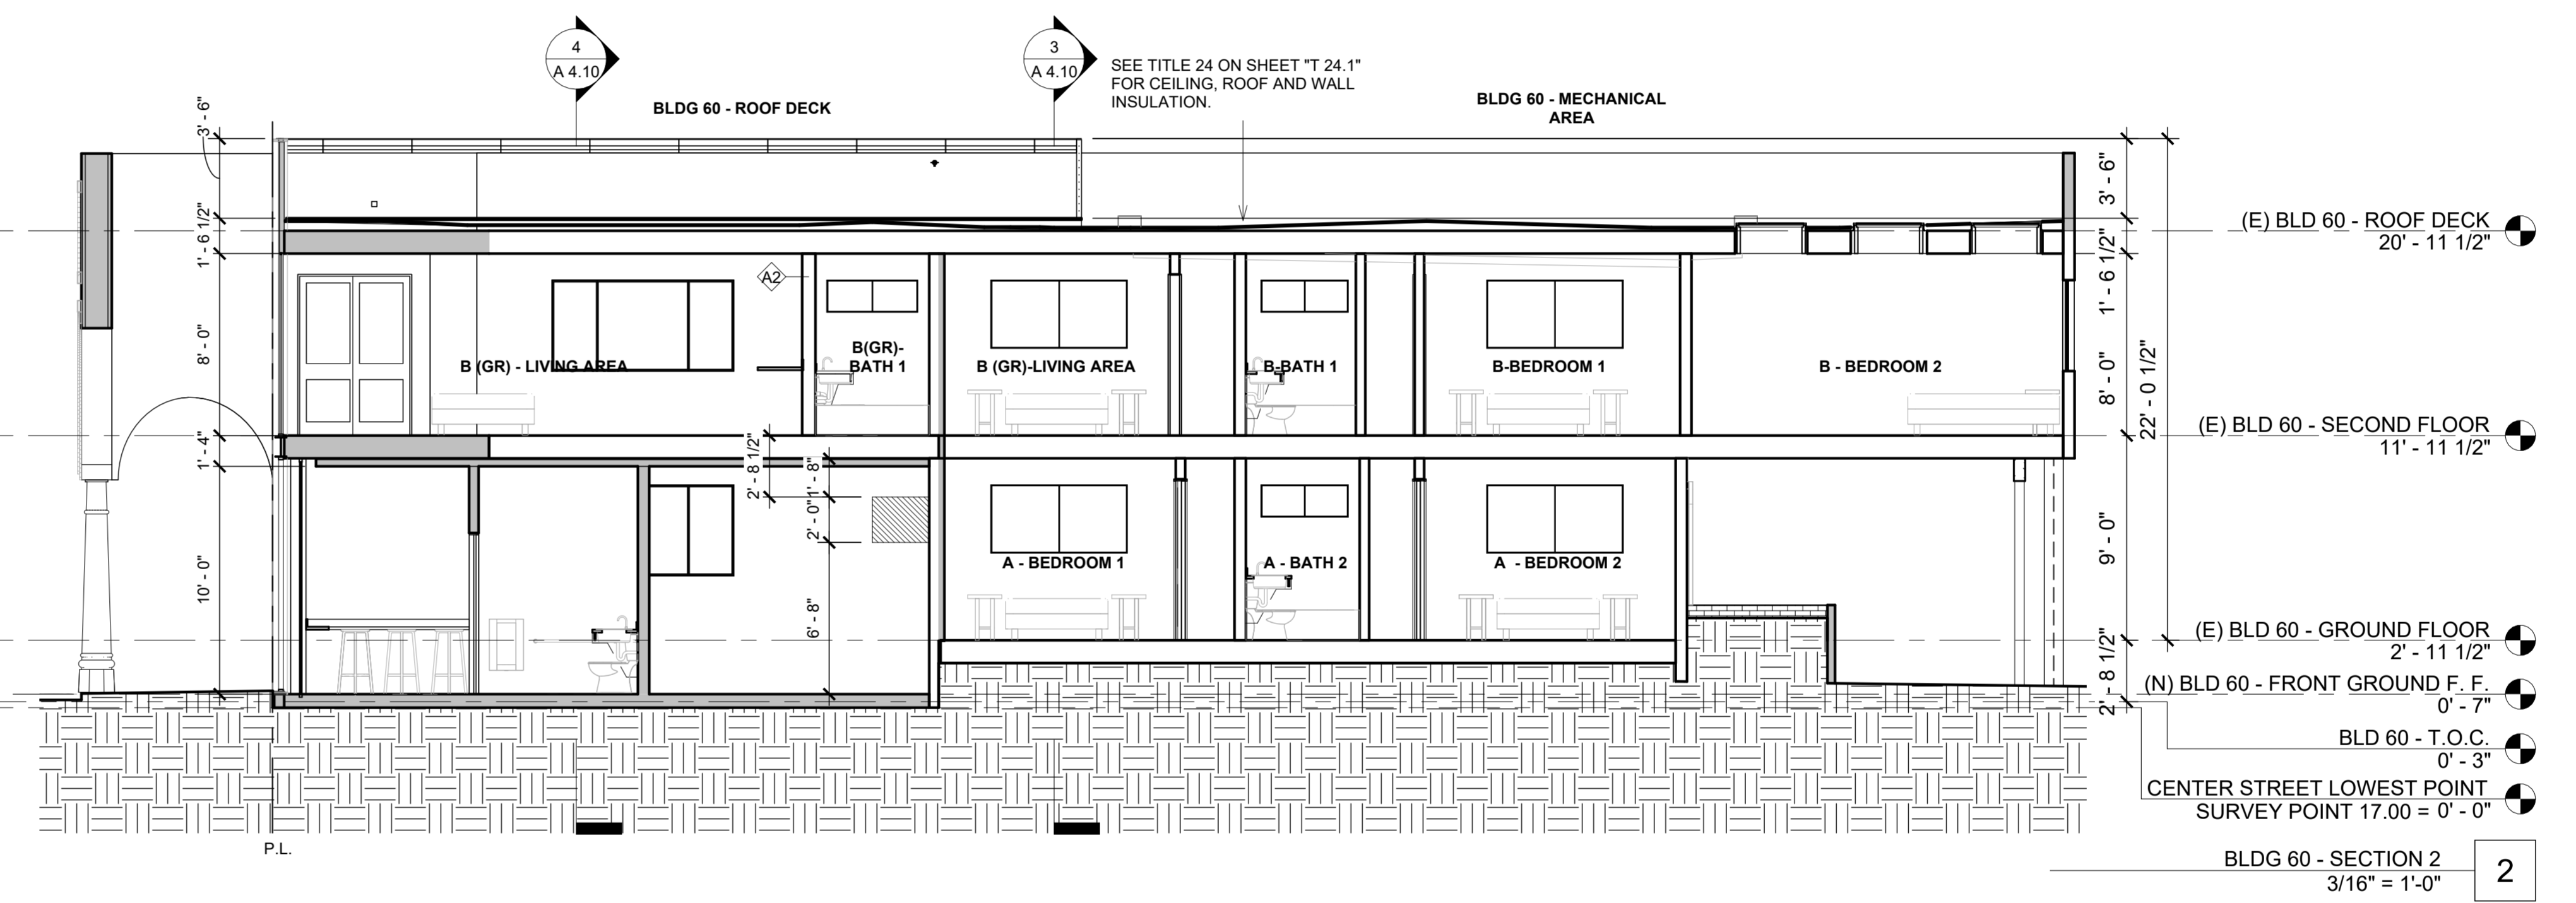 4
A 4.10
3
A 4.10
SEE TITLE 24 ON SHEET "T 24.1"
FOR CEILING, ROOF AND WALL
INSULATION.
BLDG 60 - ROOF DECK
BLDG 60 - MECHANICAL
AREA
3' - 6"
1' - 6 1/2"
8' - 0"
1' - 4"
10' - 0"
A2
B (GR) - LIVING AREA
B(GR)-
BATH 1
B (GR)-LIVING AREA
B-BATH 1
B-BEDROOM 1
B - BEDROOM 2
2' - 8 1/2"
1' - 8"
2' - 0"
6' - 8"
A - BEDROOM 1
A - BATH 2
A - BEDROOM 2
3' - 6"
1' - 6 1/2"
8' - 0"
22' - 0 1/2"
9' - 0"
2' - 8 1/2"
(E) BLD 60 - ROOF DECK
20' - 11 1/2"
(E) BLD 60 - SECOND FLOOR
11' - 11 1/2"
(E) BLD 60 - GROUND FLOOR
2' - 11 1/2"
(N) BLD 60 - FRONT GROUND F. F.
0' - 7"
BLD 60 - T.O.C.
0' - 3"
CENTER STREET LOWEST POINT
SURVEY POINT 17.00 = 0' - 0"
P.L.
BLDG 60 - SECTION 2
3/16" = 1'-0"
2